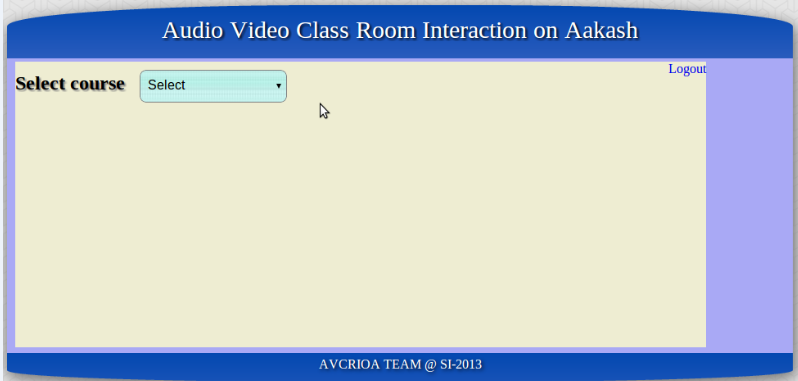 Audio Video Class Room Interaction on Aakash
Logout
Select course Select
AVCRIOA TEAM @ SI-2013